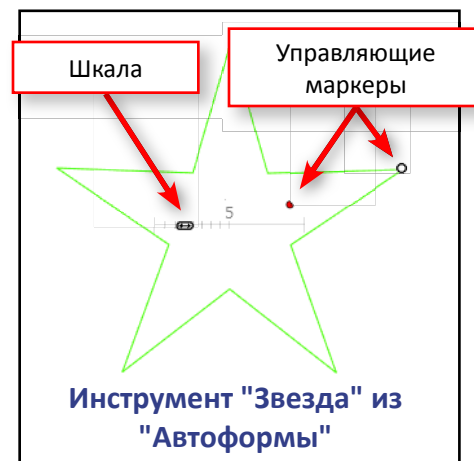 Шкала
Управляющие
маркеры
5
Инструмент "Звезда" из
"Автоформы"